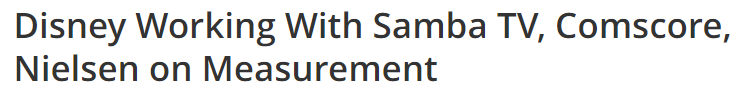 Disney Working With Samba TV, Comscore,
Nielsen on Measurement